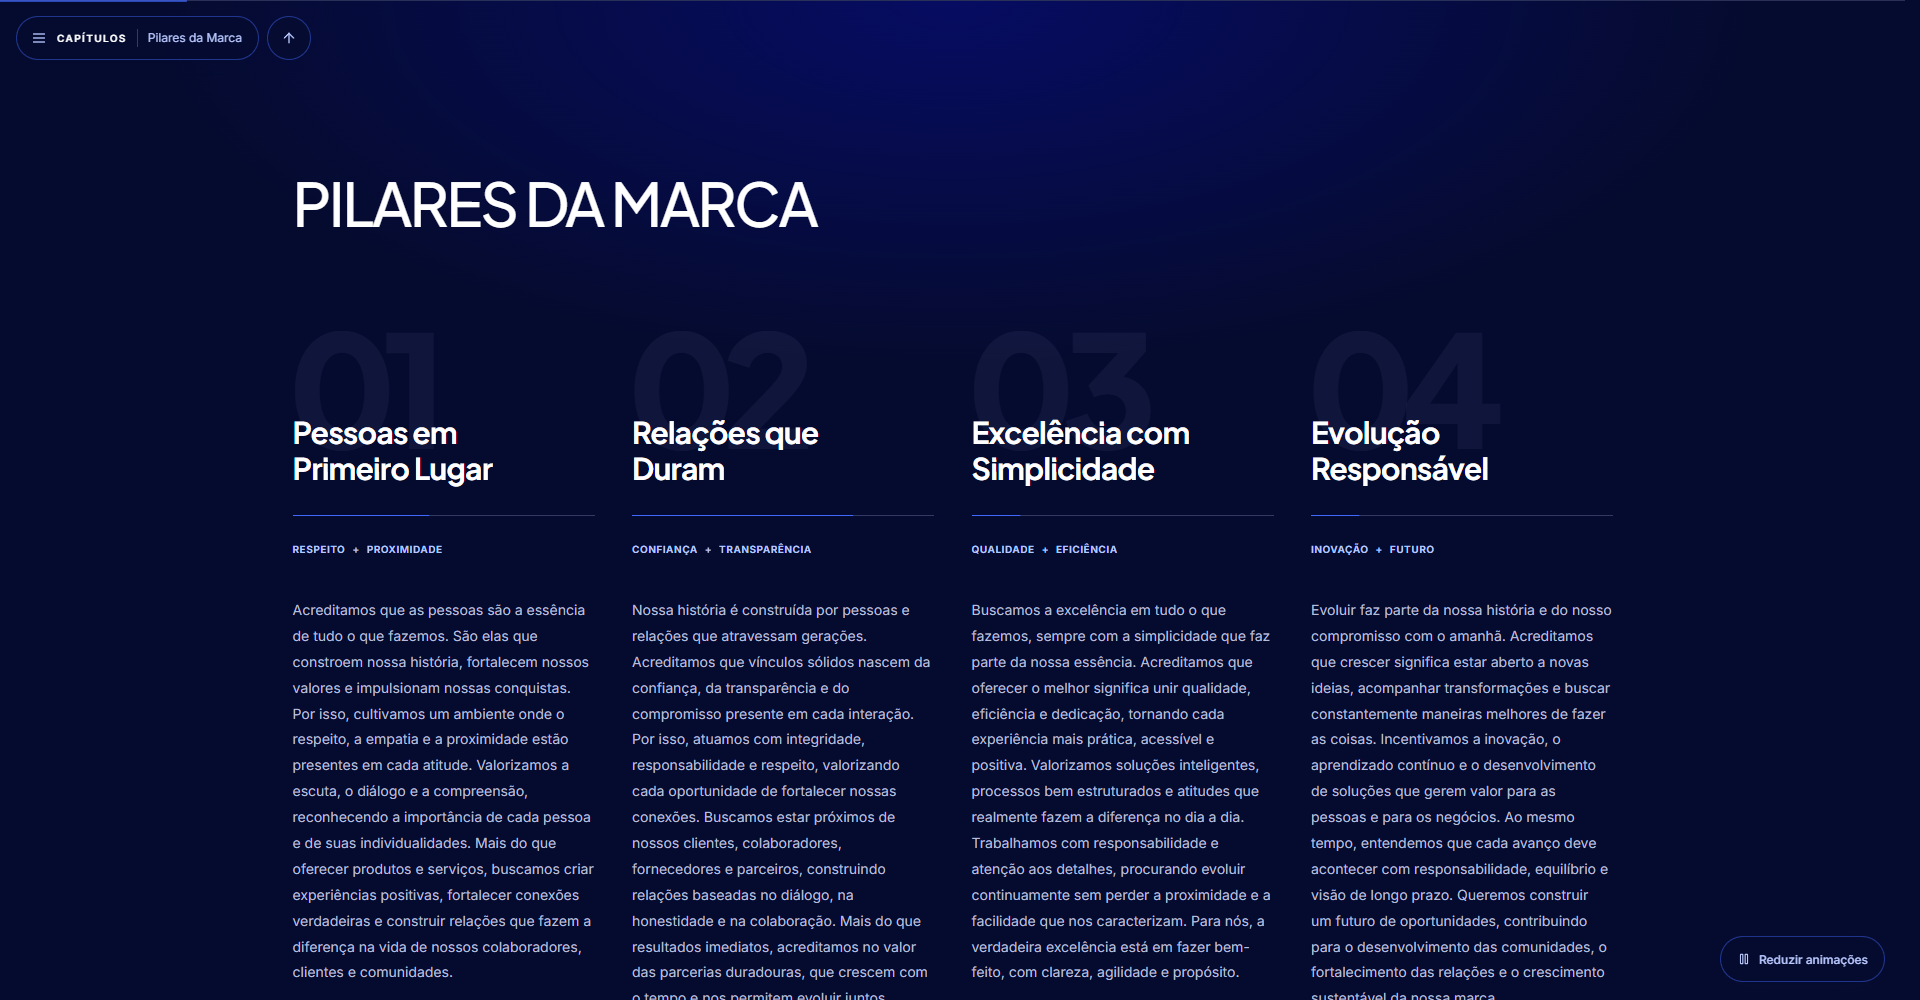 CAPÍTULOS Pilares da Marca
PILARES DA MARCA
01
Pessoas em
Primeiro Lugar
RESPEITO + PROXIMIDADE
Acreditamos que as pessoas são a essência
de tudo o que fazemos. São elas que
constroem nossa história, fortalecem nossos
valores e impulsionam nossas conquistas.
Por isso, cultivamos um ambiente onde o
respeito, a empatia e a proximidade estão
presentes em cada atitude. Valorizamos a
escuta, o diálogo e a compreensão,
reconhecendo a importância de cada pessoa
e de suas individualidades. Mais do que
oferecer produtos e serviços, buscamos criar
experiências positivas, fortalecer conexões
verdadeiras e construir relações que fazem a
diferença na vida de nossos colaboradores,
clientes e comunidades.
02
Relações que
Duram
CONFIANÇA + TRANSPARÊNCIA
Nossa história é construída por pessoas e
relações que atravessam gerações.
Acreditamos que vínculos sólidos nascem da
confiança, da transparência e do
compromisso presente em cada interação.
Por isso, atuamos com integridade,
responsabilidade e respeito, valorizando
cada oportunidade de fortalecer nossas
conexões. Buscamos estar próximos de
nossos clientes, colaboradores,
fornecedores e parceiros, construindo
relações baseadas no diálogo, na
honestidade e na colaboração. Mais do que
resultados imediatos, acreditamos no valor
das parcerias duradouras, que crescem com
o tempo e nos permitem evoluir juntos.
03
Excelência com
Simplicidade
QUALIDADE + EFICIÊNCIA
Buscamos a excelência em tudo o que
fazemos, sempre com a simplicidade que faz
parte da nossa essência. Acreditamos que
oferecer o melhor significa unir qualidade,
eficiência e dedicação, tornando cada
experiência mais prática, acessível e
positiva. Valorizamos soluções inteligentes,
processos bem estruturados e atitudes que
realmente fazem a diferença no dia a dia.
Trabalhamos com responsabilidade e
atenção aos detalhes, procurando evoluir
continuamente sem perder a proximidade e a
facilidade que nos caracterizam. Para nós, a
verdadeira excelência está em fazer bem-
feito, com clareza, agilidade e propósito.
04
Evolução
Responsável
INOVAÇÃO + FUTURO
Evoluir faz parte da nossa história e do nosso
compromisso com o amanhã. Acreditamos
que crescer significa estar aberto a novas
ideias, acompanhar transformações e buscar
constantemente maneiras melhores de fazer
as coisas. Incentivamos a inovação, o
aprendizado contínuo e o desenvolvimento
de soluções que gerem valor para as
pessoas e para os negócios. Ao mesmo
tempo, entendemos que cada avanço deve
acontecer com responsabilidade, equilíbrio e
visão de longo prazo. Queremos construir
um futuro de oportunidades, contribuindo
para o desenvolvimento das comunidades, o
fortalecimento das relações e o crescimento
sustentável da nossa marca.
Reduzir animações